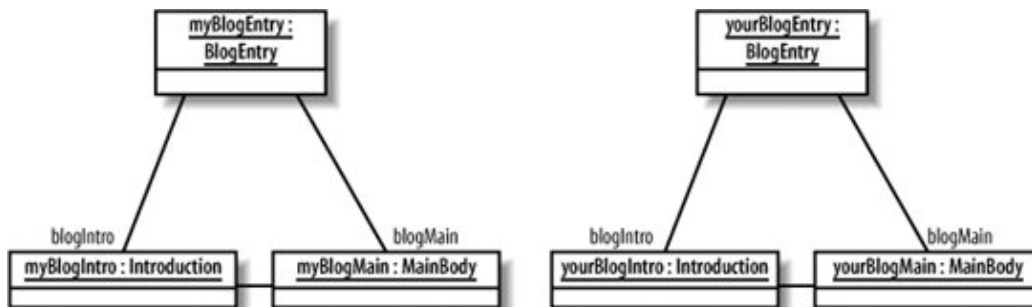 myBlogEntry :
BlogEntry
yourBlogEntry :
BlogEntry
blogIntro
blogMain
blogIntro
blogMain
myBlogIntro : Introduction
myBlogMain : MainBody
yourBlogIntro : Introduction
yourBlogMain : MainBody